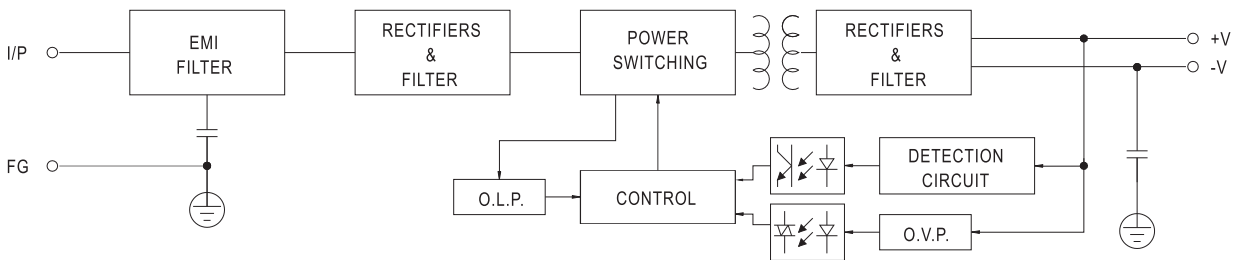 I/P
EMI
FILTER
RECTIFIERS
&
FILTER
POWER
SWITCHING
RECTIFIERS
&
FILTER
+V
-V
FG
O.L.P.
CONTROL
DETECTION
CIRCUIT
O.V.P.